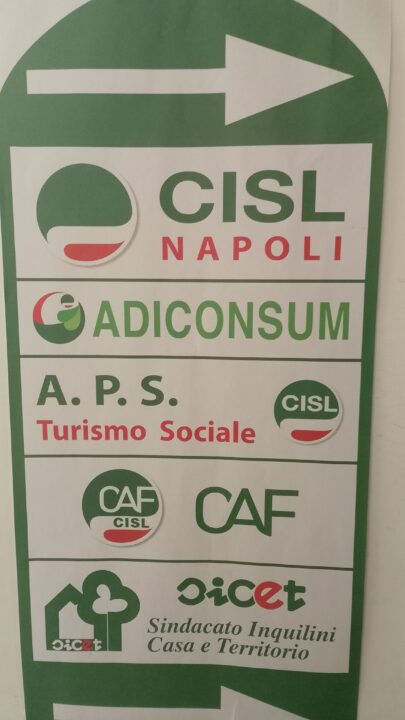 CISL
NAPOLI
ADICONSUM
A. P. S.
Turismo Sociale
CISL
CAF
CISL
CAF
sicet
sicet
Sindacato Inquilini
Casa e Territorio